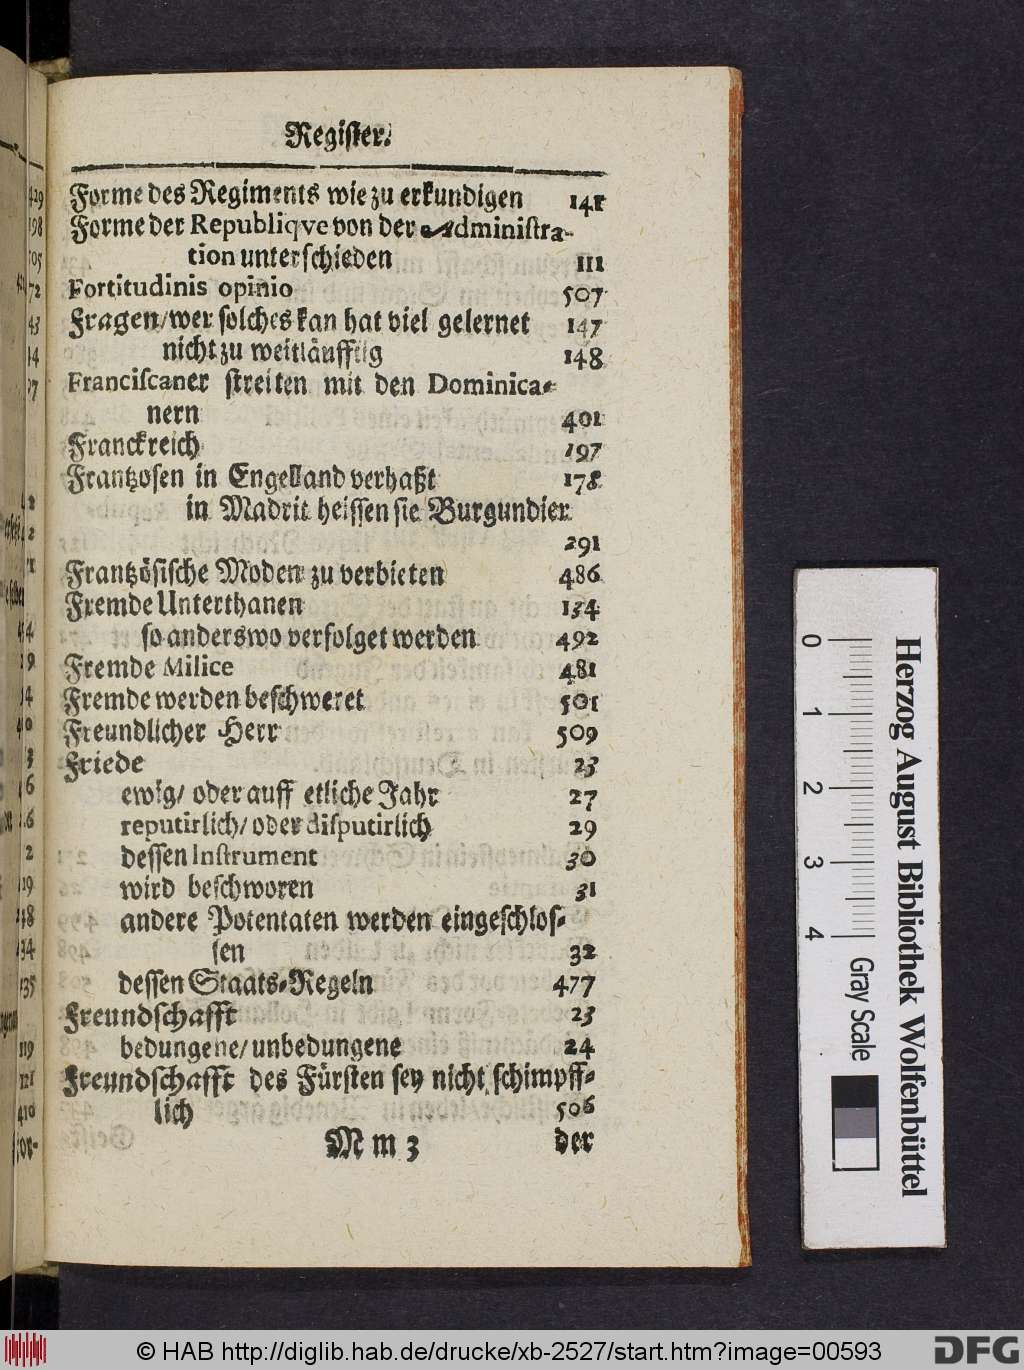 Register.
Forme des Regiments wie zu erkundigen 141
Forme der Republiqve von der Administra-
tion unterschieden 111
Fortitudinis opinio 507
Fragen/ wer solches kan hat viel gelernet 147
nicht zu weitläufftig 148
Franciscaner streiten mit den Dominica-
nern 401
Franckreich 197
Frantzosen in Engelland verhaßt 178
in Madrit heissen sie Burgundier
291
Frantzösische Moden zu verbieten 486
Fremde Unterthanen 134
so anderswo verfolget werden 492
Fremde Milice 481
Fremde werden beschweret 501
Freundlicher Herr 509
Friede 23
ewig/ oder auff etliche Jahr 27
reputirlich/ oder disputirlich 29
dessen Instrument 30
wird beschworen 31
andere Potentaten werden eingeschlos-
sen 32
dessen Staats-Regeln 477
Freundschafft 23
bedungene/ unbedungene 24
Freundschafft des Fürsten sey nicht schimpff-
lich 506
M m 3 der
0 1 2 3 4 Gray Scale
Herzog August Bibliothek Wolfenbüttel
© HAB http://diglib.hab.de/drucke/xb-2527/start.htm?image=00593
DFG